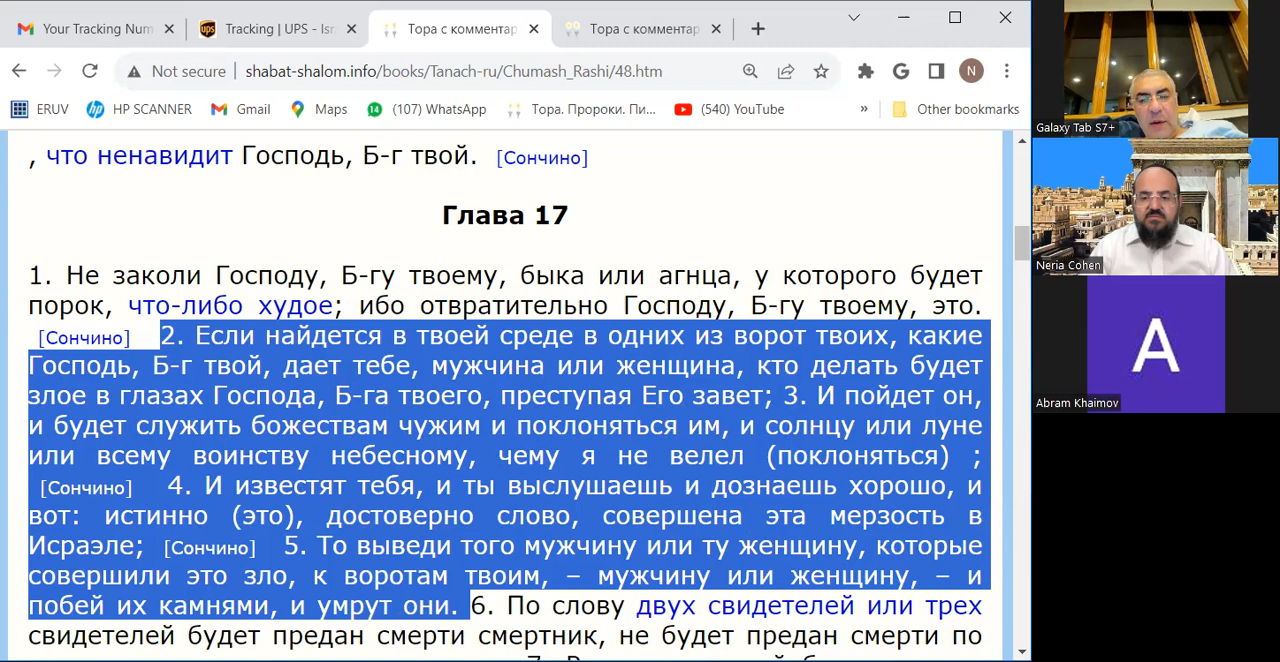 Your Tracking Num
Tracking | UPS - Isr
Тора с комментар
Тора с комментар
Not secure
shabat-shalom.info/books/Tanach-ru/Chumash_Rashi/48.htm
G
N
ERUV
HP SCANNER
Gmail
Maps
14
(107) WhatsApp
Тора. Пророки. Пи...
(540) YouTube
»
Other bookmarks
, что ненавидит Господь, Б-г твой. [Сончино]
Глава 17
1. Не заколи Господу, Б-гу твоему, быка или агнца, у которого будет
порок, что-либо худое; ибо отвратительно Господу, Б-гу твоему, это.
[Сончино] 2. Если найдется в твоей среде в одних из ворот твоих, какие
Господь, Б-г твой, дает тебе, мужчина или женщина, кто делать будет
злое в глазах Господа, Б-га твоего, преступая Его завет; 3. И пойдет он,
и будет служить божествам чужим и поклоняться им, и солнцу или луне
или всему воинству небесному, чему я не велел (поклоняться) ;
[Сончино] 4. И известят тебя, и ты выслушаешь и дознаешь хорошо, и
вот: истинно (это), достоверно слово, совершена эта мерзость в
Исраэле; [Сончино] 5. То выведи того мужчину или ту женщину, которые
совершили это зло, к воротам твоим, – мужчину или женщину, – и
побей их камнями, и умрут они. 6. По слову двух свидетелей или трех
свидетелей будет предан смерти смертник, не будет предан смерти по
Galaxy Tab S7+
Neria Cohen
A
Abram Khaimov